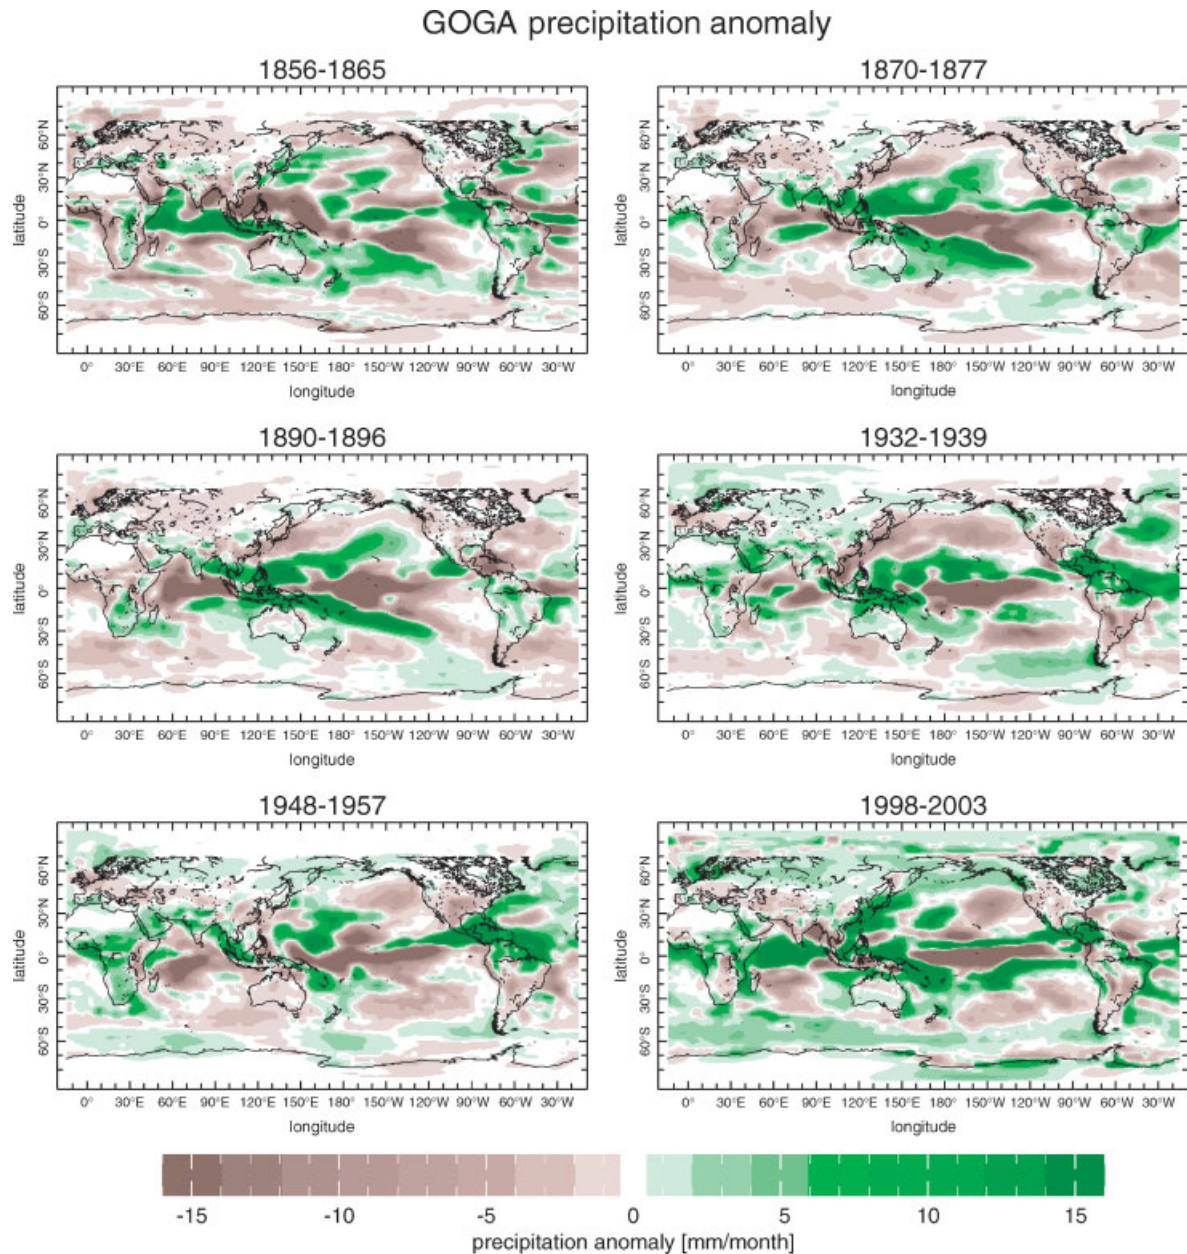 GOGA precipitation anomaly
1856-1865
1870-1877
latitude
60°N
30°N
0°
30°S
60°S
0° 30°E 60°E 90°E 120°E 150°E 180° 150°W 120°W 90°W 60°W 30°W
longitude
latitude
60°N
30°N
0°
30°S
60°S
0° 30°E 60°E 90°E 120°E 150°E 180° 150°W 120°W 90°W 60°W 30°W
longitude
1890-1896
1932-1939
latitude
60°N
30°N
0°
30°S
60°S
0° 30°E 60°E 90°E 120°E 150°E 180° 150°W 120°W 90°W 60°W 30°W
longitude
latitude
60°N
30°N
0°
30°S
60°S
0° 30°E 60°E 90°E 120°E 150°E 180° 150°W 120°W 90°W 60°W 30°W
longitude
1948-1957
1998-2003
latitude
60°N
30°N
0°
30°S
60°S
0° 30°E 60°E 90°E 120°E 150°E 180° 150°W 120°W 90°W 60°W 30°W
longitude
latitude
60°N
30°N
0°
30°S
60°S
0° 30°E 60°E 90°E 120°E 150°E 180° 150°W 120°W 90°W 60°W 30°W
longitude
-15 -10 -5 0 5 10 15
precipitation anomaly [mm/month]